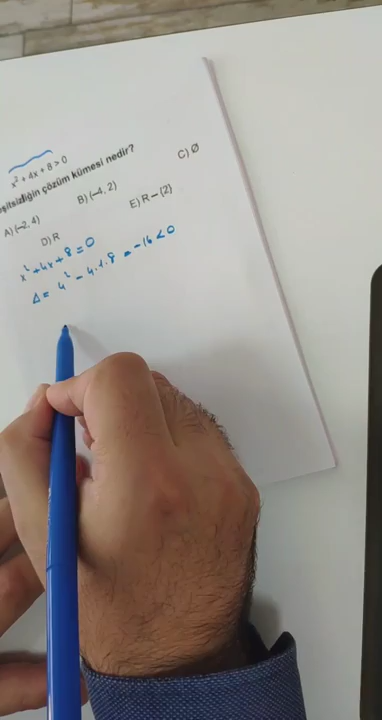 x² + 4x + 8 > 0
eşitsizliğin çözüm kümesi nedir?
A) (−2, 4) B) (−4, 2) C) Ø
D) R E) R − {2}
x² + 4x + 8 = 0
Δ = 4² − 4.1.8 = −16 < 0